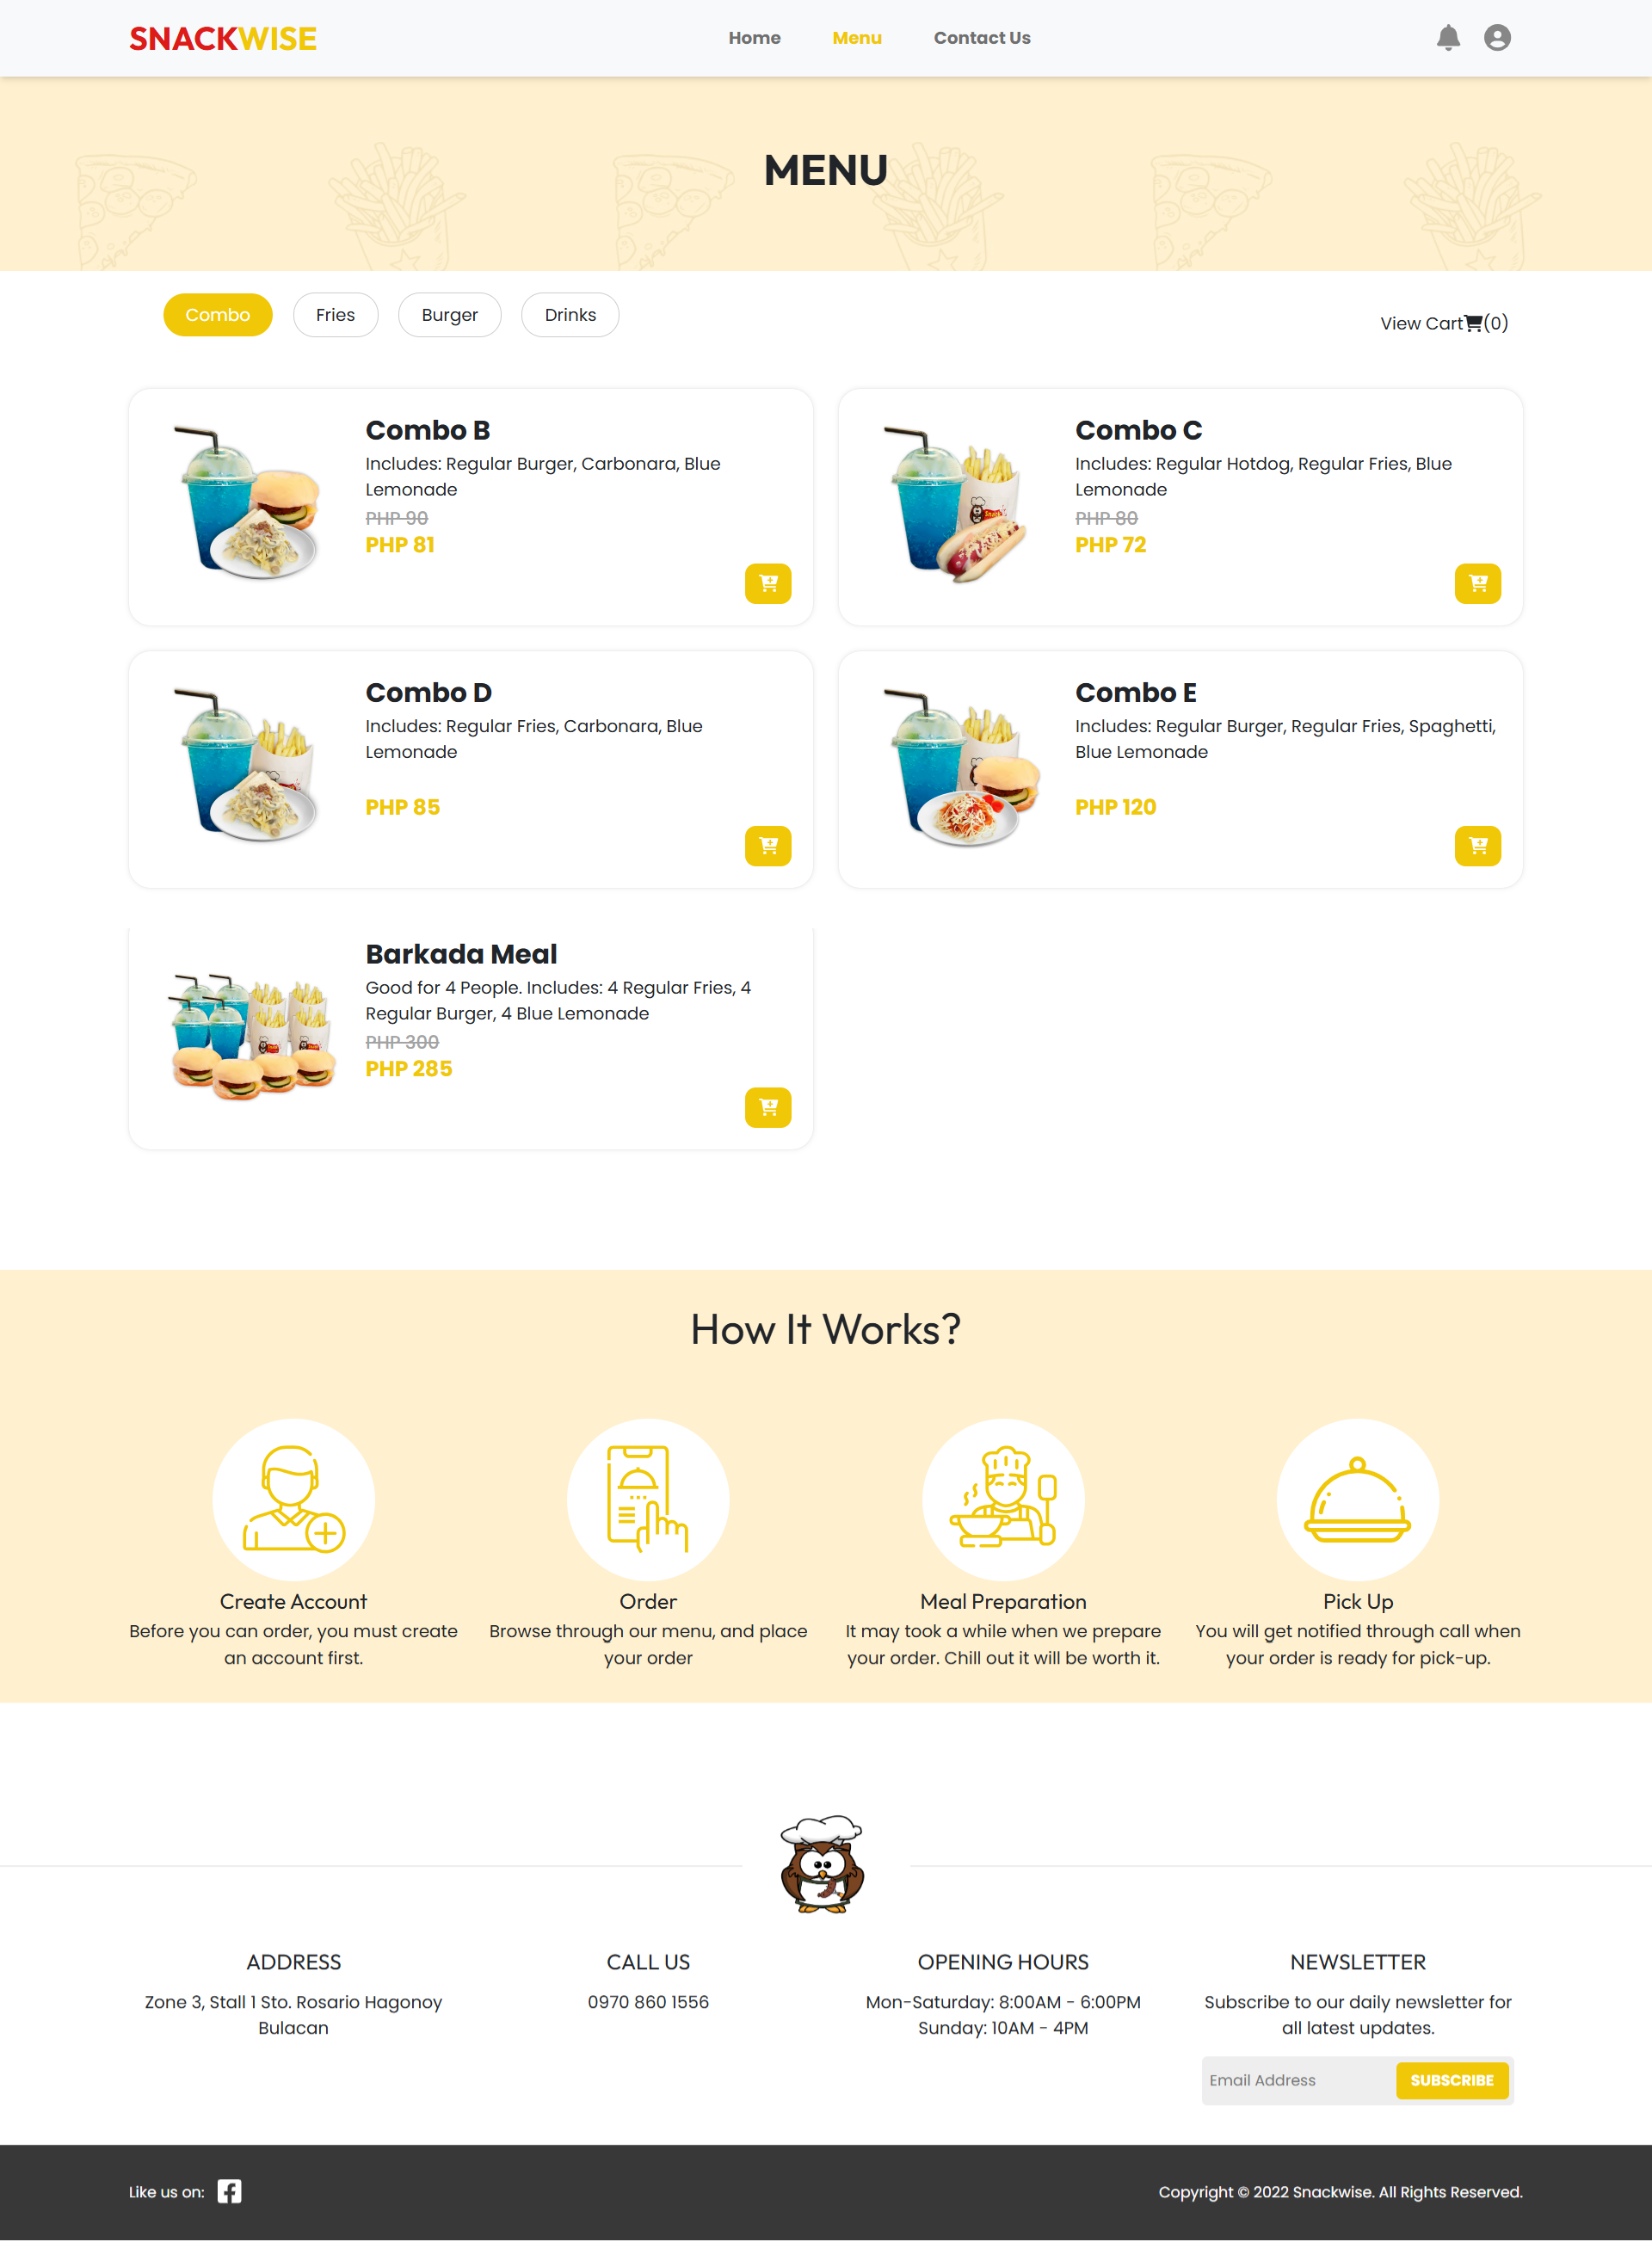 SNACKWISE
Home
Menu
Contact Us
MENU
Combo
Fries
Burger
Drinks
View Cart(0)
Combo B
Includes: Regular Burger, Carbonara, Blue
Lemonade
PHP 90
PHP 81
Combo C
Includes: Regular Hotdog, Regular Fries, Blue
Lemonade
PHP 80
PHP 72
Combo D
Includes: Regular Fries, Carbonara, Blue
Lemonade
PHP 85
Combo E
Includes: Regular Burger, Regular Fries, Spaghetti,
Blue Lemonade
PHP 120
Barkada Meal
Good for 4 People. Includes: 4 Regular Fries, 4
Regular Burger, 4 Blue Lemonade
PHP 300
PHP 285
How It Works?
Create Account
Before you can order, you must create
an account first.
Order
Browse through our menu, and place
your order
Meal Preparation
It may took a while when we prepare
your order. Chill out it will be worth it.
Pick Up
You will get notified through call when
your order is ready for pick-up.
ADDRESS
Zone 3, Stall 1 Sto. Rosario Hagonoy
Bulacan
CALL US
0970 860 1556
OPENING HOURS
Mon-Saturday: 8:00AM - 6:00PM
Sunday: 10AM - 4PM
NEWSLETTER
Subscribe to our daily newsletter for
all latest updates.
Email Address
SUBSCRIBE
Like us on:
Copyright © 2022 Snackwise. All Rights Reserved.